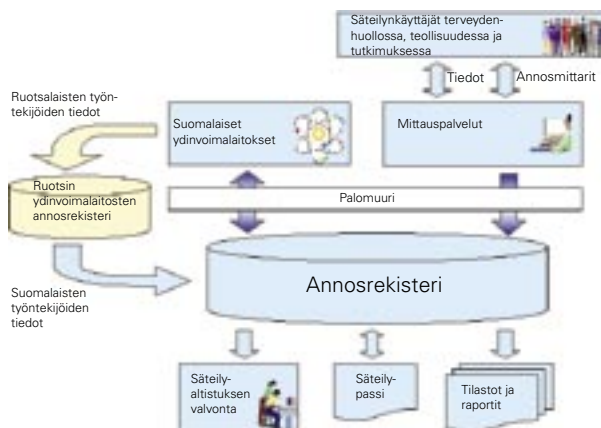 Säteilynkäyttäjät terveyden-
huollossa, teollisuudessa ja
tutkimuksessa
Tiedot
Annosmittarit
Ruotsalaisten työn-
tekijöiden tiedot
Suomalaiset
ydinvoimalaitokset
Mittauspalvelut
Ruotsin
ydinvoimalaitosten
annosrekisteri
Palomuuri
Annosrekisteri
Suomalaisten
työntekijöiden
tiedot
Säteily-
altistuksen
valvonta
Säteily-
passi
Tilastot ja
raportit